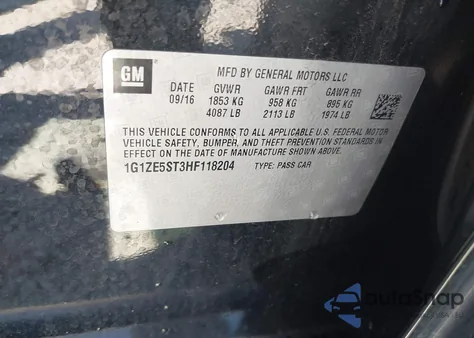 GM
MFD BY GENERAL MOTORS LLC
DATE GVWR GAWR FRT GAWR RR
09/16 1853 KG 958 KG 895 KG
4087 LB 2113 LB 1974 LB
THIS VEHICLE CONFORMS TO ALL APPLICABLE U.S. FEDERAL MOTOR
VEHICLE SAFETY, BUMPER, AND THEFT PREVENTION STANDARDS IN
EFFECT ON THE DATE OF MANUFACTURE SHOWN ABOVE.
1G1ZE5ST3HF118204 TYPE: PASS CAR
autoSnap